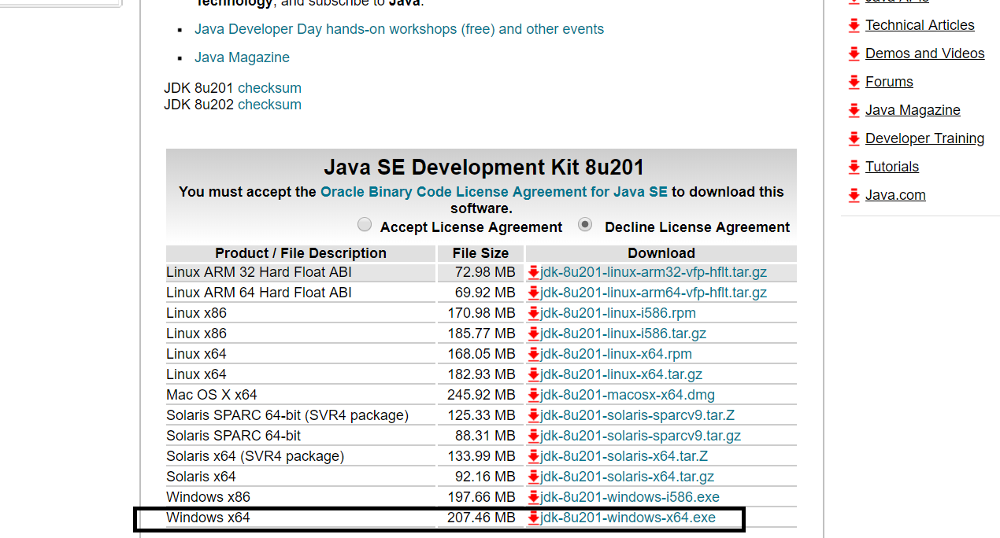 Technology, and subscribe to Java.
Java Developer Day hands-on workshops (free) and other events
Java Magazine
JDK 8u201 checksum
JDK 8u202 checksum
Java SE Development Kit 8u201
You must accept the Oracle Binary Code License Agreement for Java SE to download this
software.
Accept License Agreement Decline License Agreement
Product / File Description File Size Download
Linux ARM 32 Hard Float ABI 72.98 MB jdk-8u201-linux-arm32-vfp-hflt.tar.gz
Linux ARM 64 Hard Float ABI 69.92 MB jdk-8u201-linux-arm64-vfp-hflt.tar.gz
Linux x86 170.98 MB jdk-8u201-linux-i586.rpm
Linux x86 185.77 MB jdk-8u201-linux-i586.tar.gz
Linux x64 168.05 MB jdk-8u201-linux-x64.rpm
Linux x64 182.93 MB jdk-8u201-linux-x64.tar.gz
Mac OS X x64 245.92 MB jdk-8u201-macosx-x64.dmg
Solaris SPARC 64-bit (SVR4 package) 125.33 MB jdk-8u201-solaris-sparcv9.tar.Z
Solaris SPARC 64-bit 88.31 MB jdk-8u201-solaris-sparcv9.tar.gz
Solaris x64 (SVR4 package) 133.99 MB jdk-8u201-solaris-x64.tar.Z
Solaris x64 92.16 MB jdk-8u201-solaris-x64.tar.gz
Windows x86 197.66 MB jdk-8u201-windows-i586.exe
Windows x64 207.46 MB jdk-8u201-windows-x64.exe
Java APIs
Technical Articles
Demos and Videos
Forums
Java Magazine
Developer Training
Tutorials
Java.com